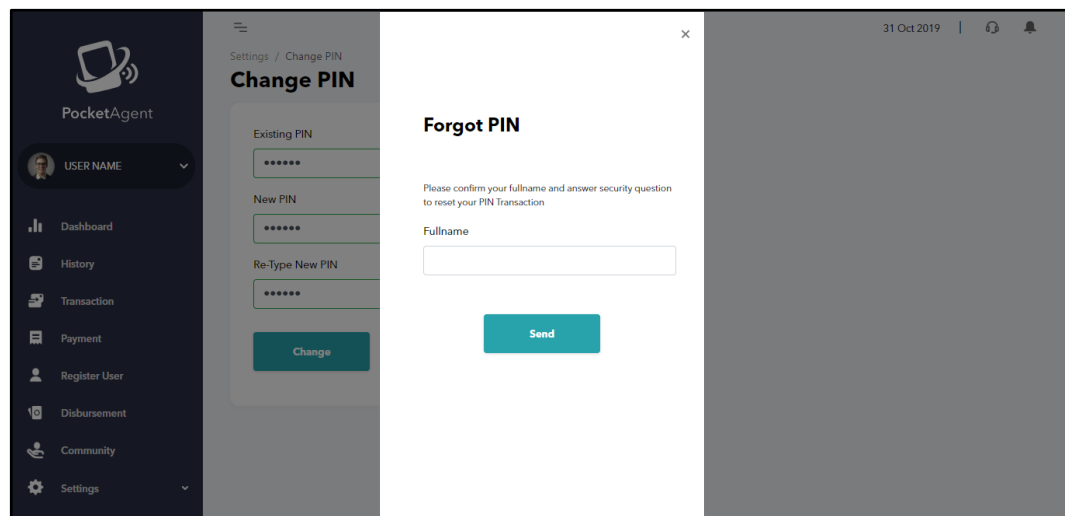 PocketAgent
USER NAME
Dashboard
History
Transaction
Payment
Register User
Disbursement
Community
Settings
31 Oct 2019
Settings / Change PIN
Change PIN
Existing PIN
••••••
New PIN
••••••
Re-Type New PIN
••••••
Change
Forgot PIN
Please confirm your fullname and answer security question
to reset your PIN Transaction
Fullname
Send